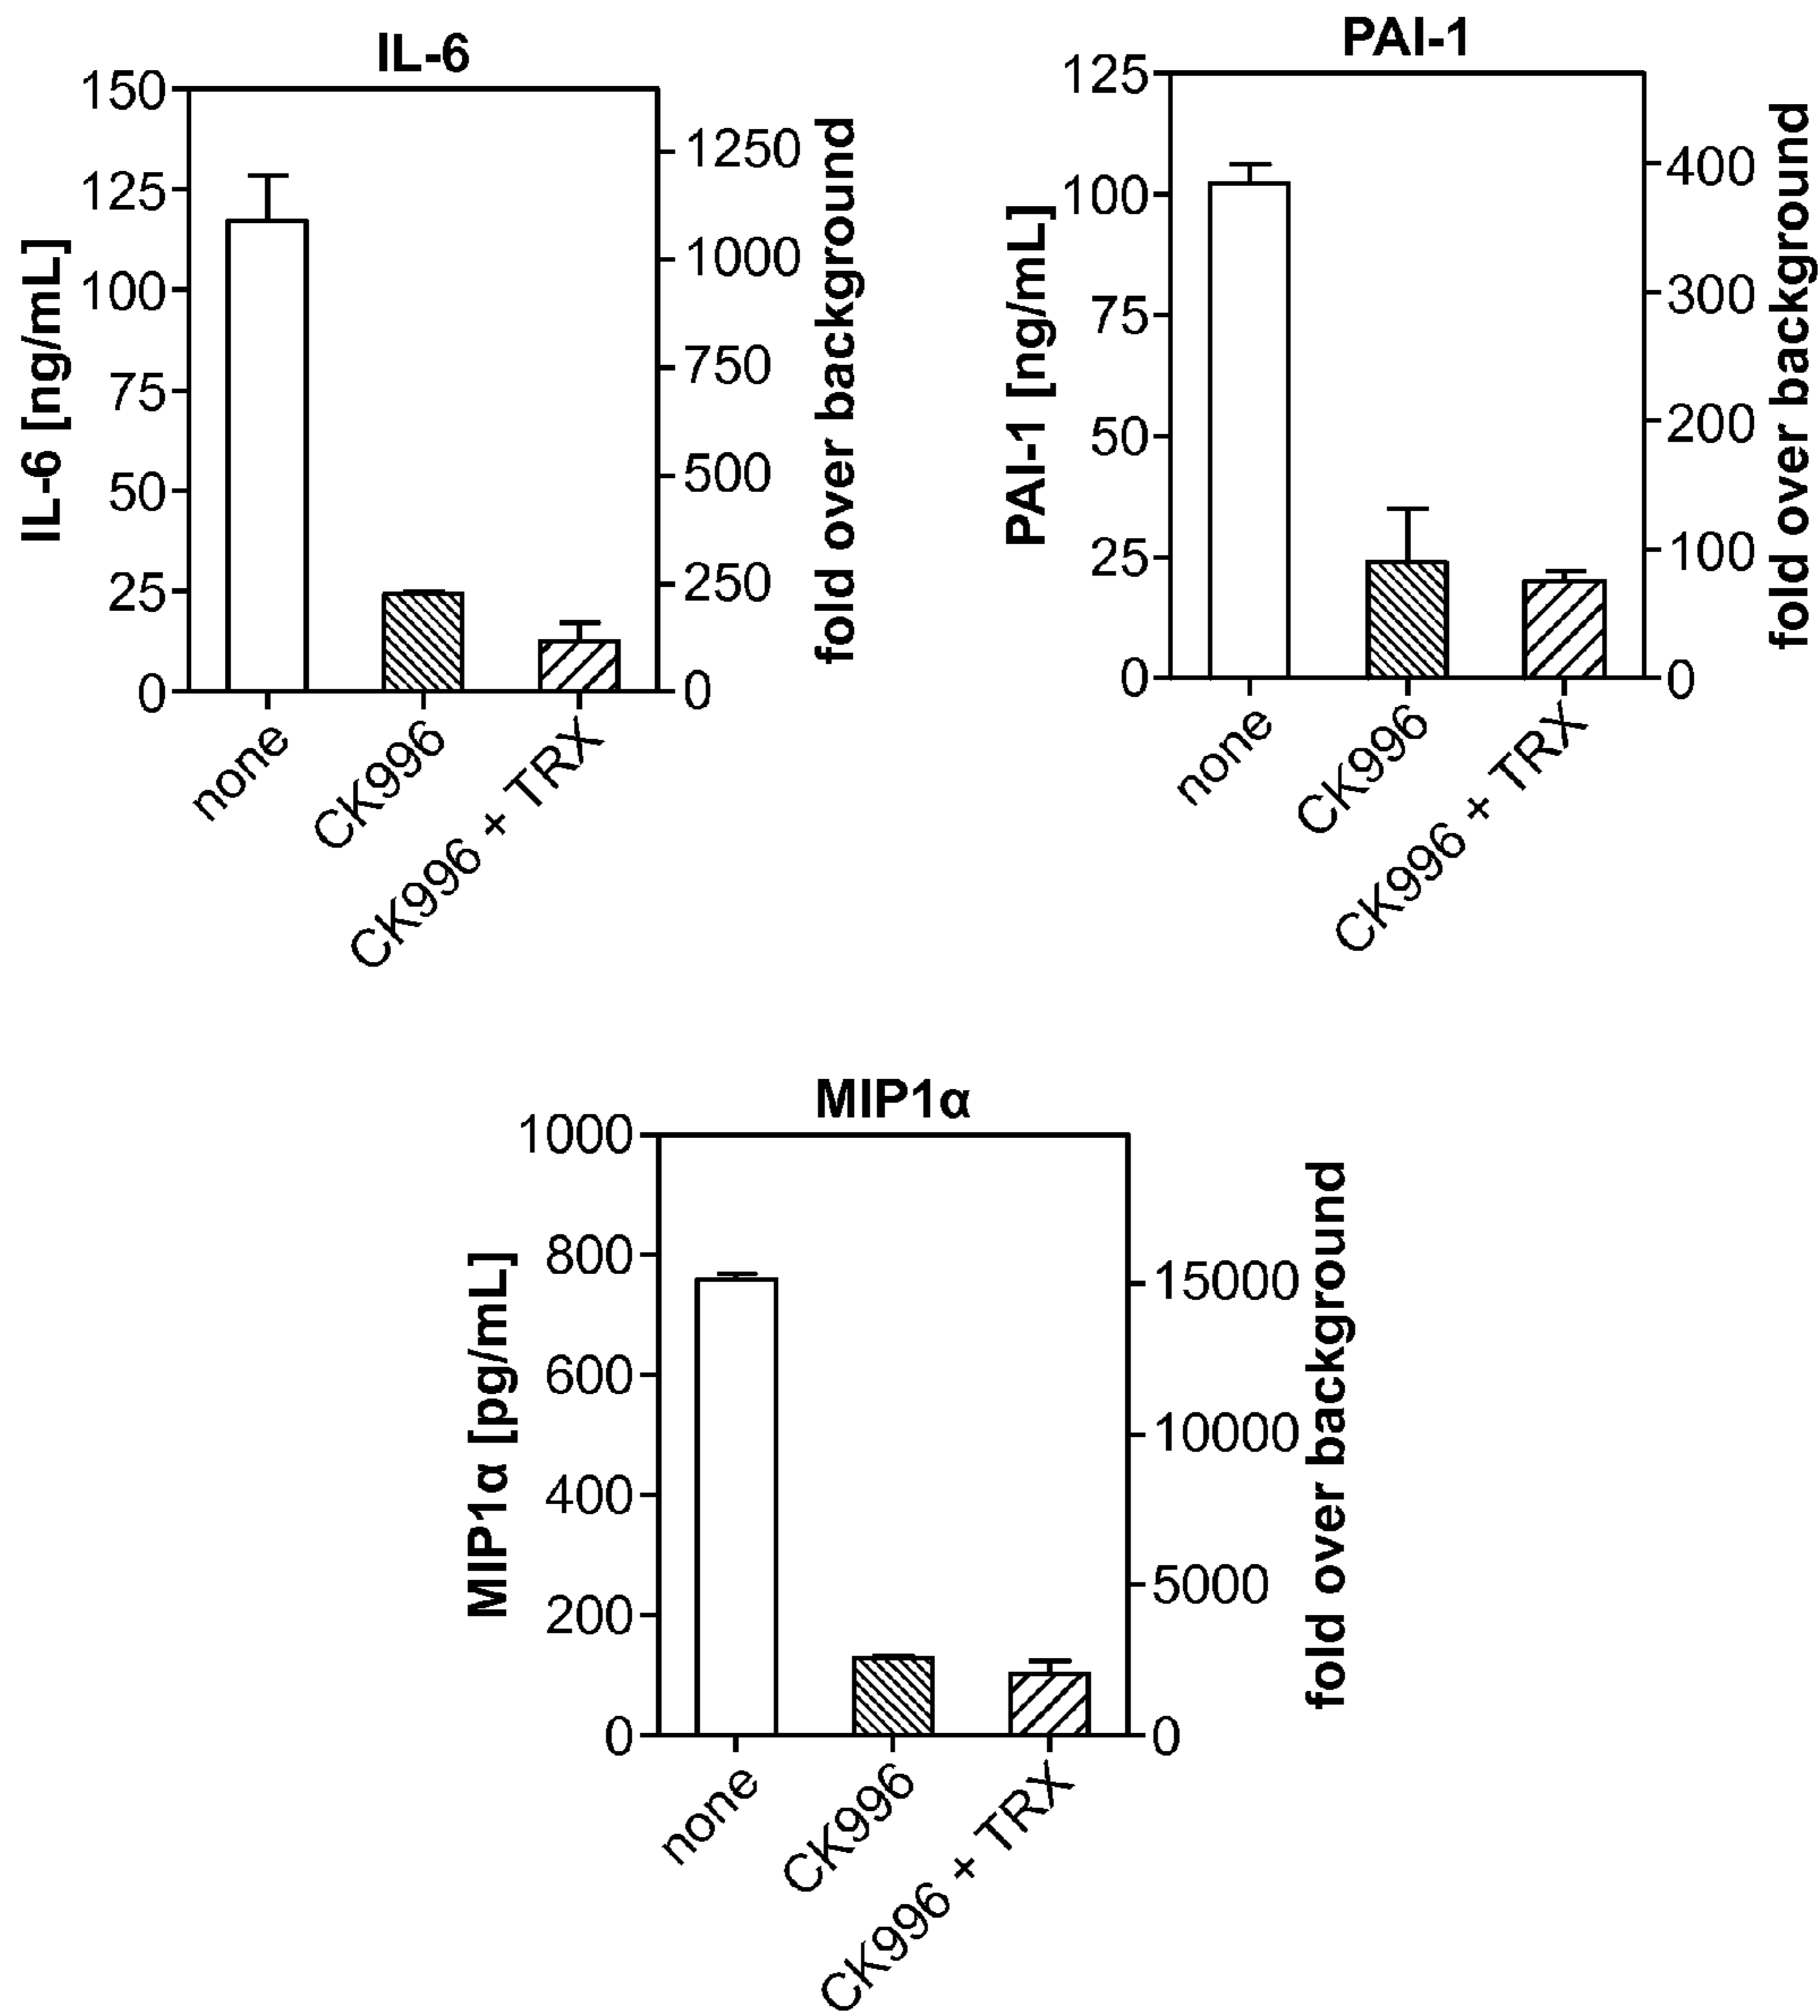 IL-6
150
125
100
75
50
25
0
IL-6 [ng/mL]
1250
1000
750
500
250
0
fold over background
none
CK996
CK996 + TRX
PAI-1
125
100
75
50
25
0
PAI-1 [ng/mL]
400
300
200
100
0
fold over background
none
CK996
CK996 + TRX
MIP1α
1000
800
600
400
200
0
MIP1α [pg/mL]
15000
10000
5000
0
fold over background
none
CK996
CK996 + TRX